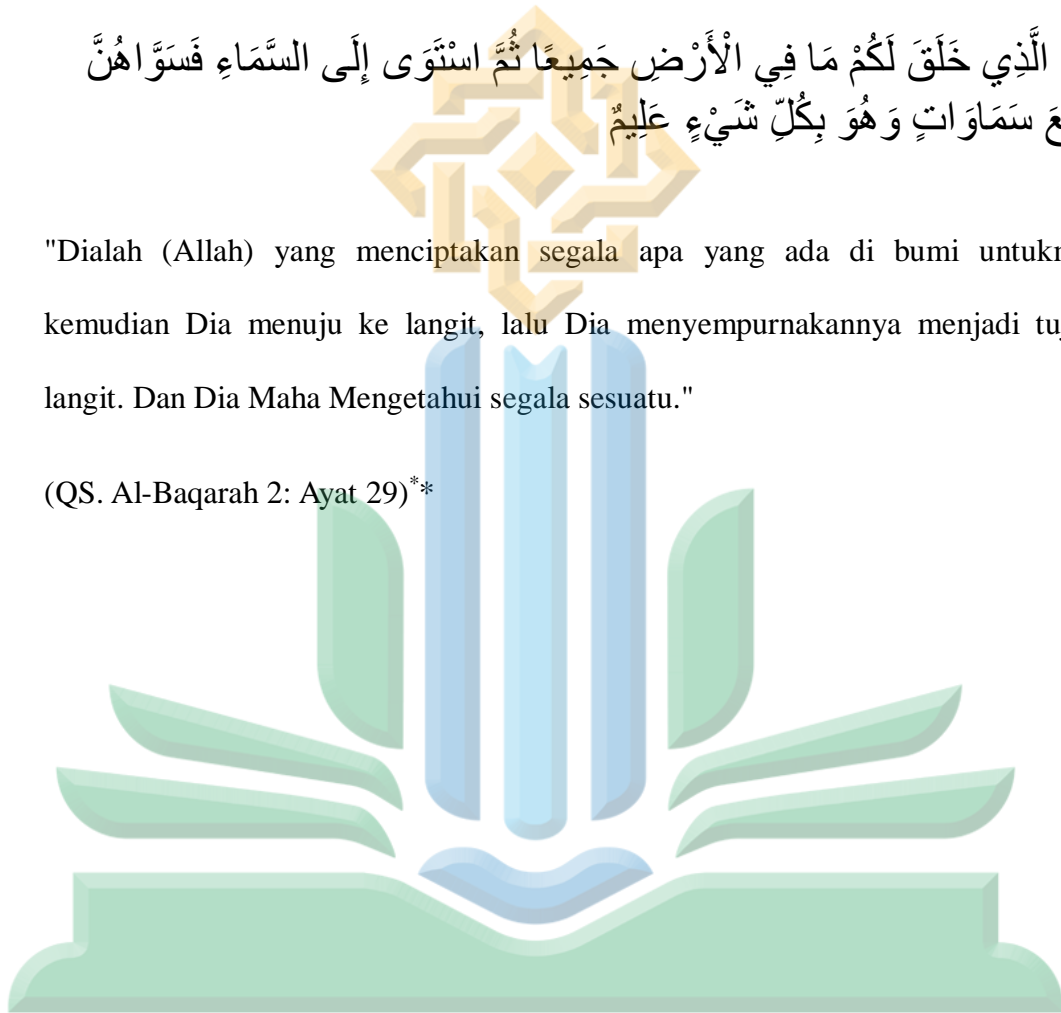 الَّذِي خَلَقَ لَكُمْ مَا فِي الْأَرْضِ جَمِيعًا ثُمَّ اسْتَوَى إِلَى السَّمَاءِ فَسَوَّاهُنَّ
عَ سَمَاوَاتٍ وَهُوَ بِكُلِّ شَيْءٍ عَلِيمٌ
"Dialah (Allah) yang menciptakan segala apa yang ada di bumi
kemudian Dia menuju ke langit, lalu Dia menyempurnakannya menjadi
langit. Dan Dia Maha Mengetahui segala sesuatu."
(QS. Al-Baqarah 2: Ayat 29)**